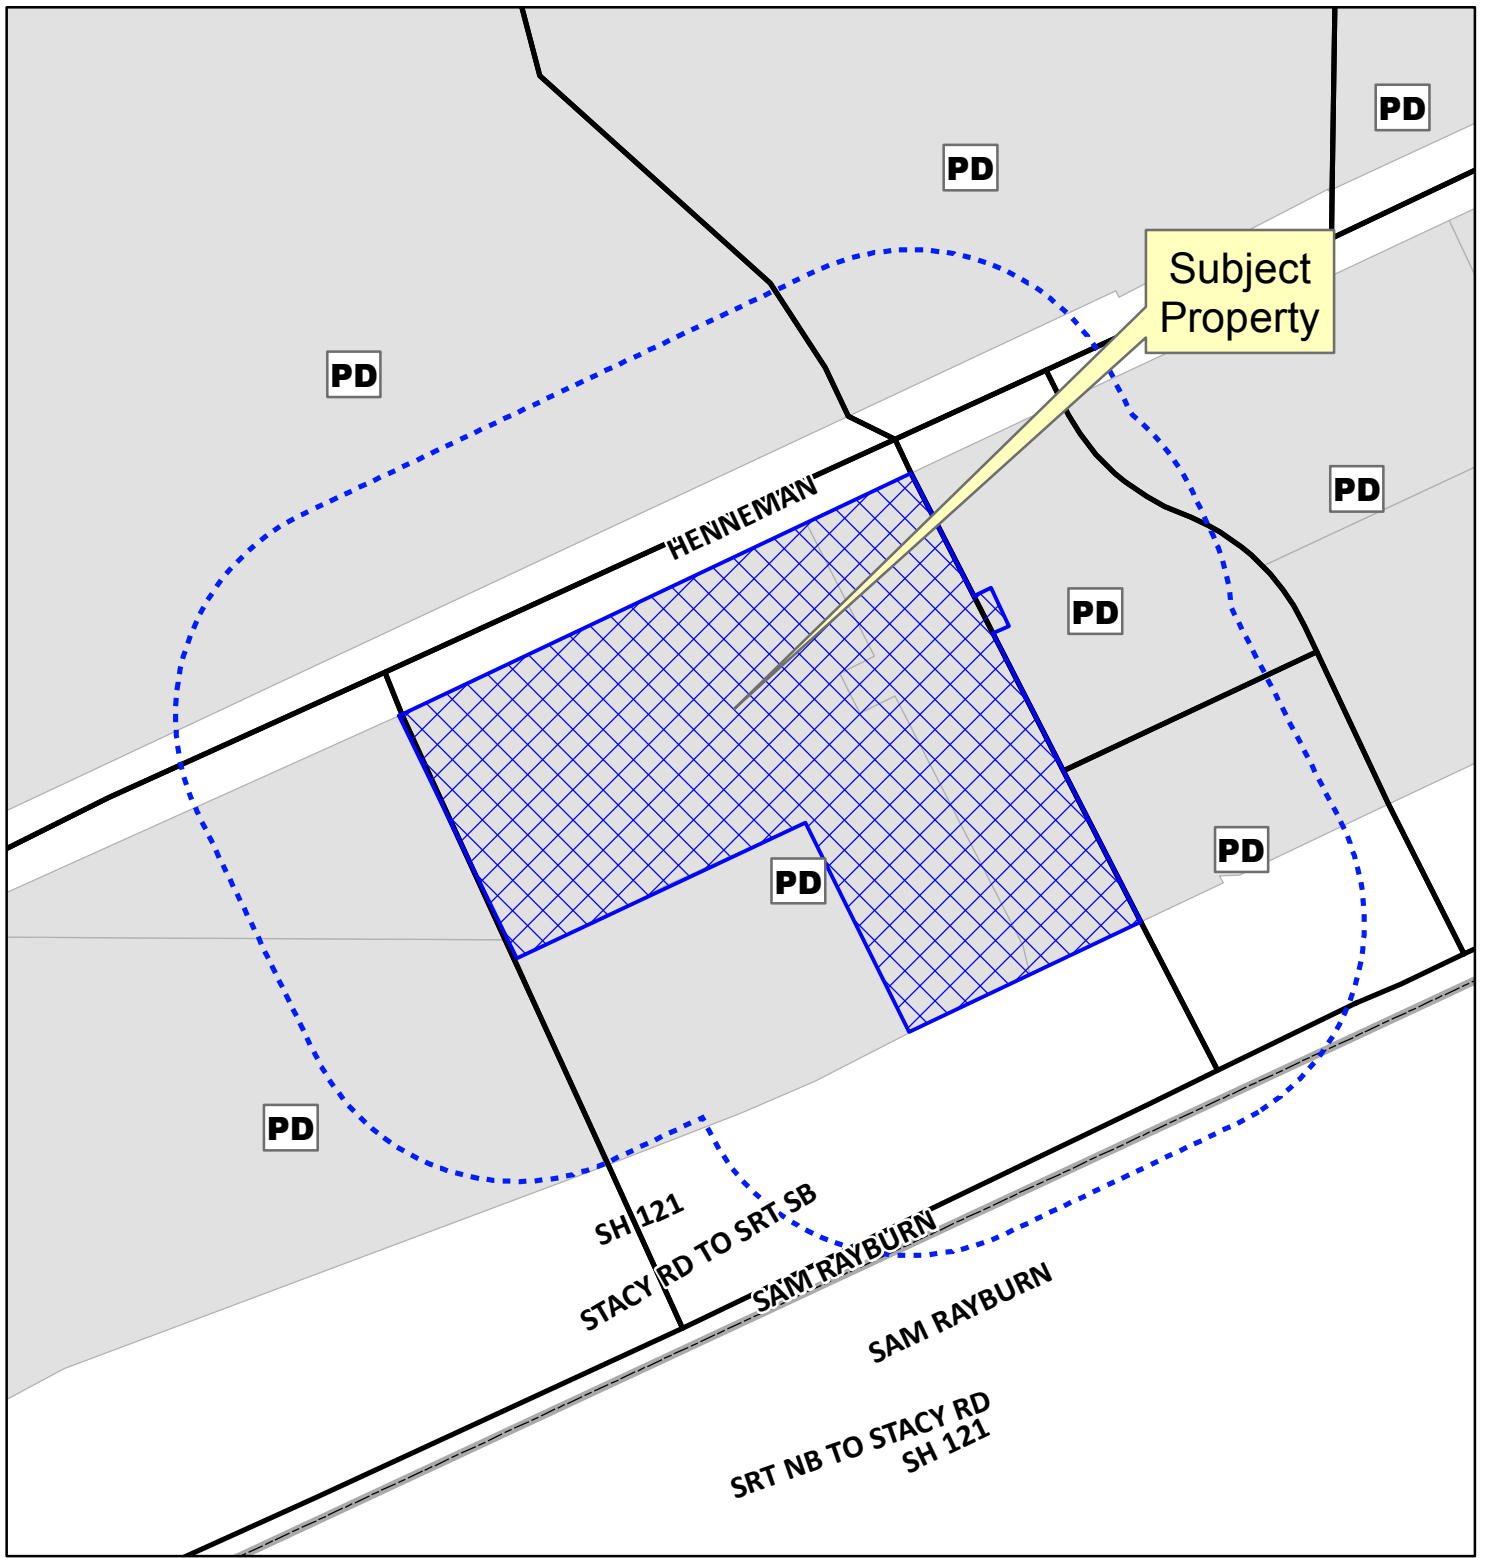 PD
PD
Subject
Property
PD
PD
HENNEMAN
PD
PD
PD
PD
SH 121
STACY RD TO SRT SB
SAM RAYBURN
SAM RAYBURN
SRT NB TO STACY RD
SH 121